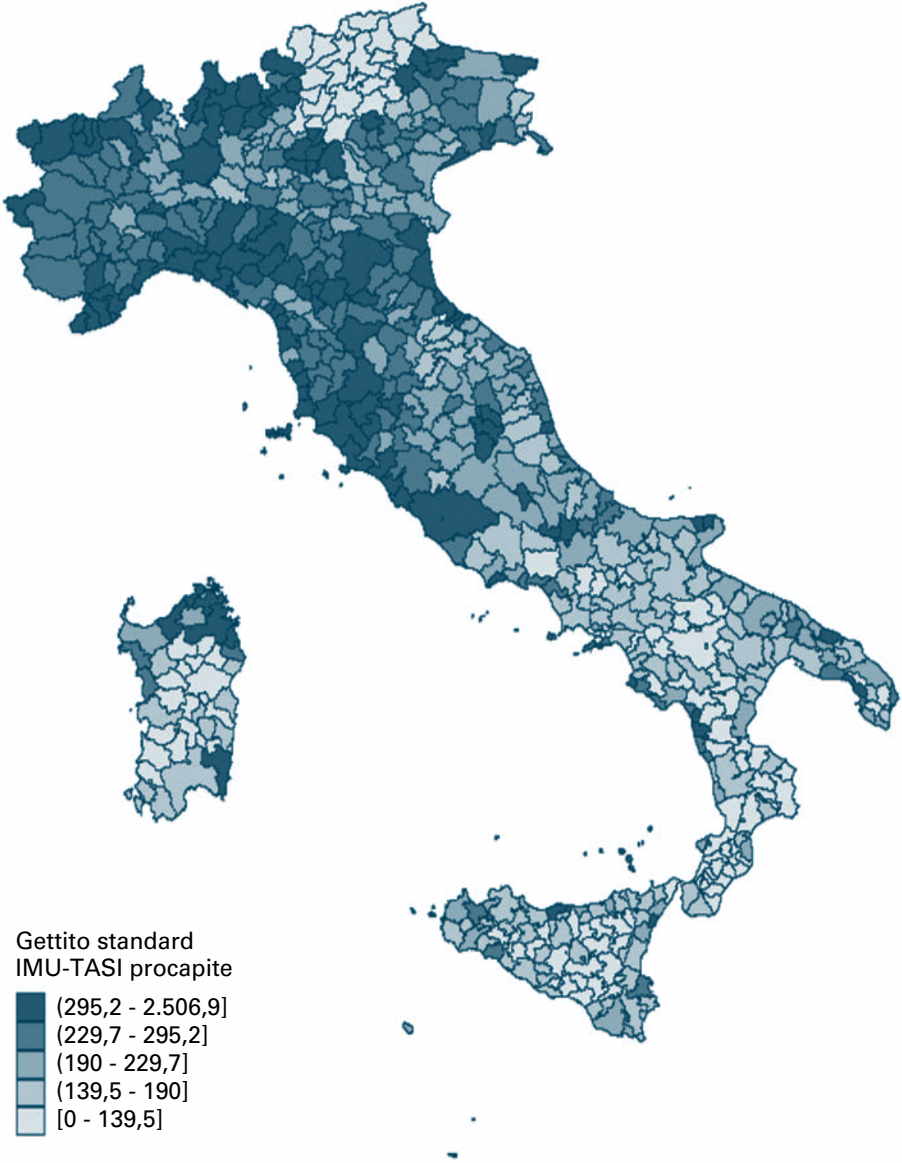 Gettito standard
IMU-TASI procapite
(295,2 - 2.506,9]
(229,7 - 295,2]
(190 - 229,7]
(139,5 - 190]
[0 - 139,5]